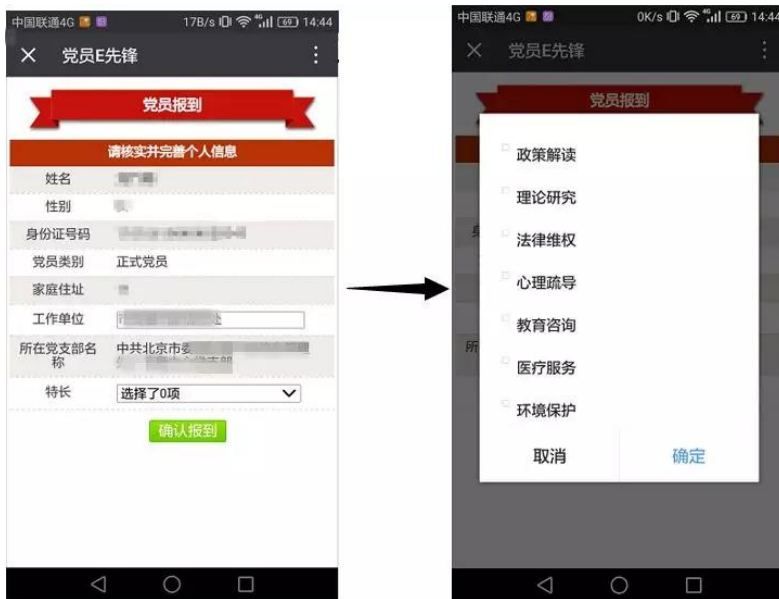 中国联通4G
17B/s
69
14:44
党员E先锋
党员报到
请核实并完善个人信息
姓名
性别
身份证号码
党员类别 正式党员
家庭住址
工作单位
所在党支部名 中共北京市委
称
特长 选择了0项
确认报到
中国联通4G
0K/s
69
14:44
党员E先锋
党员报到
政策解读
理论研究
法律维权
心理疏导
教育咨询
所
医疗服务
环境保护
取消 确定